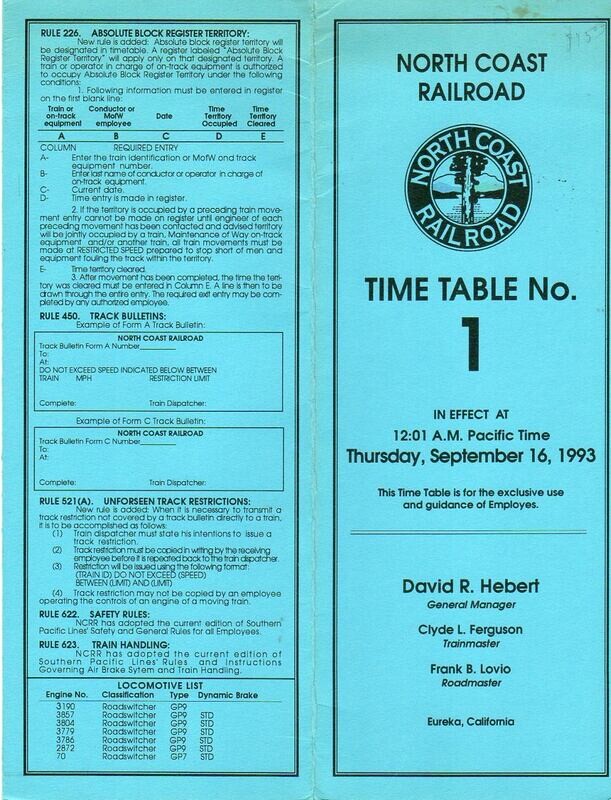 RULE 226. ABSOLUTE BLOCK REGISTER TERRITORY:
New rule is added: Absolute block register territory will
be designated in timetable. A register labeled "Absolute Block
Register Territory" will apply only on that designated territory. A
train or operator in charge of on-track equipment is authorized
to occupy Absolute Block Register Territory under the following
conditions:
1. Following information must be entered in register
on the first blank line:
Train or on-track equipment Conductor or MofW employee Date Time Territory Occupied Time Territory Cleared
A B C D E
COLUMN REQUIRED ENTRY
A- Enter the train identification or MofW ond track
equipment number.
B- Enter last name of conductor or operator in charge of
on-track equipment.
C- Current date.
D- Time entry is made in register.
2. If the territory is occupied by a preceding train move-
ment entry cannot be made on register until engineer of each
preceding movement has been contacted and advised territory
will be jointly occupied by a train, Maintenance of Way on-track
equipment and/or another train, all train movements must be
made at RESTRICTED SPEED prepared to stop short of men and
equipment fouling the track within the territory.
E- Time territory cleared.
3. After movement has been completed, the time the terri-
tory was cleared must be entered in Column E. A line is then to be
drawn through the entire entry. The required exit entry may be com-
pleted by any authorized employee.
RULE 450. TRACK BULLETINS:
Example of Form A Track Bulletin:
NORTH COAST RAILROAD
Track Bulletin Form A Number
To:
At:
DO NOT EXCEED SPEED INDICATED BELOW BETWEEN
TRAIN MPH RESTRICTION LIMIT
Complete: Train Dispatcher:
Example of Form C Track Bulletin:
NORTH COAST RAILROAD
Track Bulletin Form C Number
To:
At:
Complete: Train Dispatcher:
RULE 521(A). UNFORSEEN TRACK RESTRICTIONS:
New rule is added: When it is necessary to transmit a
track restriction not covered by a track bulletin directly to a train,
it is to be accomplished as follows:
(1) Train dispatcher must state his intentions to issue a
track restriction.
(2) Track restriction must be copied in writing by the receiving
employee before it is repeated back to the train dispatcher.
(3) Restriction will be issued using the following format:
(TRAIN ID) DO NOT EXCEED (SPEED)
BETWEEN (LIMIT) AND (LIMIT)
(4) Track restriction may not be copied by an employee
operating the controls of an engine of a moving train.
RULE 622. SAFETY RULES:
NCRR has adopted the current edition of Southern
Pacific Lines' Safety and General Rules for all Employees.
RULE 623. TRAIN HANDLING:
NCRR has adopted the current edition of
Southern Pacific Lines' Rules and Instructions
Governing Air Brake Sytem and Train Handling.
LOCOMOTIVE LIST
Engine No. Classification Type Dynamic Brake
3190 Roadswitcher GP9
3857 Roadswitcher GP9 STD
3804 Roadswitcher GP9 STD
3779 Roadswitcher GP9 STD
3786 Roadswitcher GP9 STD
2872 Roadswitcher GP9 STD
70 Roadswitcher GP7 STD
NORTH COAST
RAILROAD
NORTH COAST
RAILROAD
TIME TABLE No.
1
IN EFFECT AT
12:01 A.M. Pacific Time
Thursday, September 16, 1993
This Time Table is for the exclusive use
and guidance of Employes.
David R. Hebert
General Manager
Clyde L. Ferguson
Trainmaster
Frank B. Lovio
Roadmaster
Eureka, California